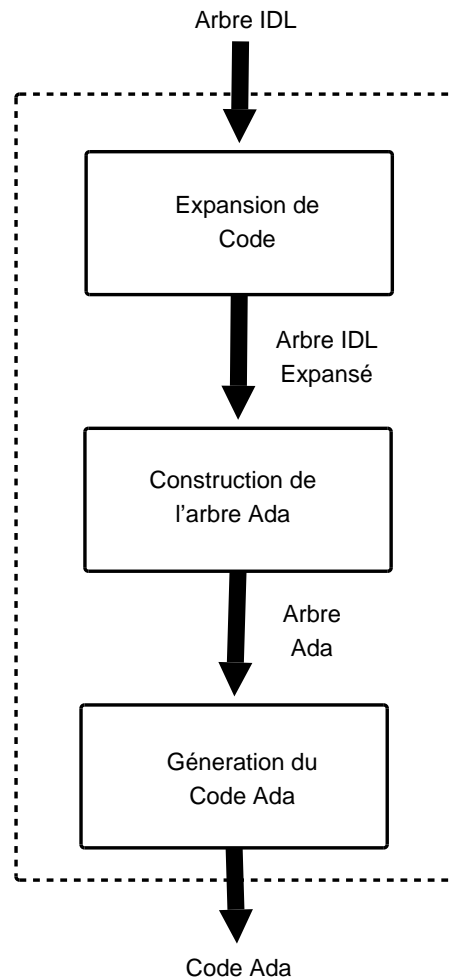 Arbre IDL
Expansion de
Code
Arbre IDL
Expansé
Construction de
l'arbre Ada
Arbre
Ada
Géneration du
Code Ada
Code Ada